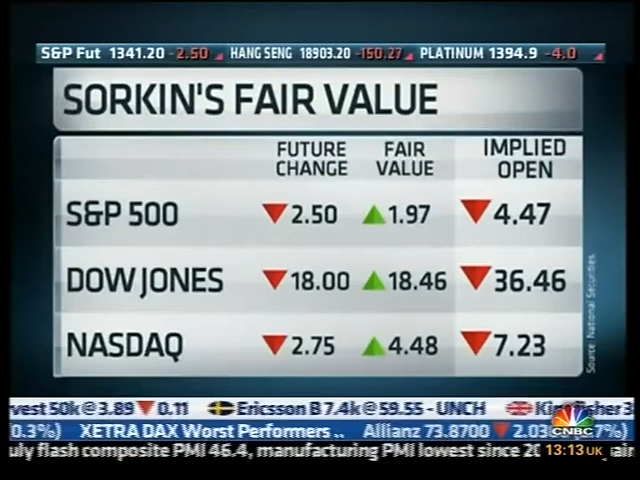 S&P Fut 1341.20 -2.50 HANG SENG 18903.20 -150.27 PLATINUM 1394.9 -4.0
SORKIN'S FAIR VALUE
FUTURE CHANGE FAIR VALUE IMPLIED OPEN
S&P 500 ▼ 2.50 ▲ 1.97 ▼ 4.47
DOW JONES ▼ 18.00 ▲ 18.46 ▼ 36.46
NASDAQ ▼ 2.75 ▲ 4.48 ▼ 7.23
Source: National Securities
vest 50k@3.89 ▼ 0.11 Ericsson B 7.4k@59.55 - UNCH
0.3%) XETRA DAX Worst Performers .. Allianz 73.8700 ▼ 2.03 7%)
CNBC
uly flash composite PMI 46.4, manufacturing PMI lowest since 20 13:13 UK